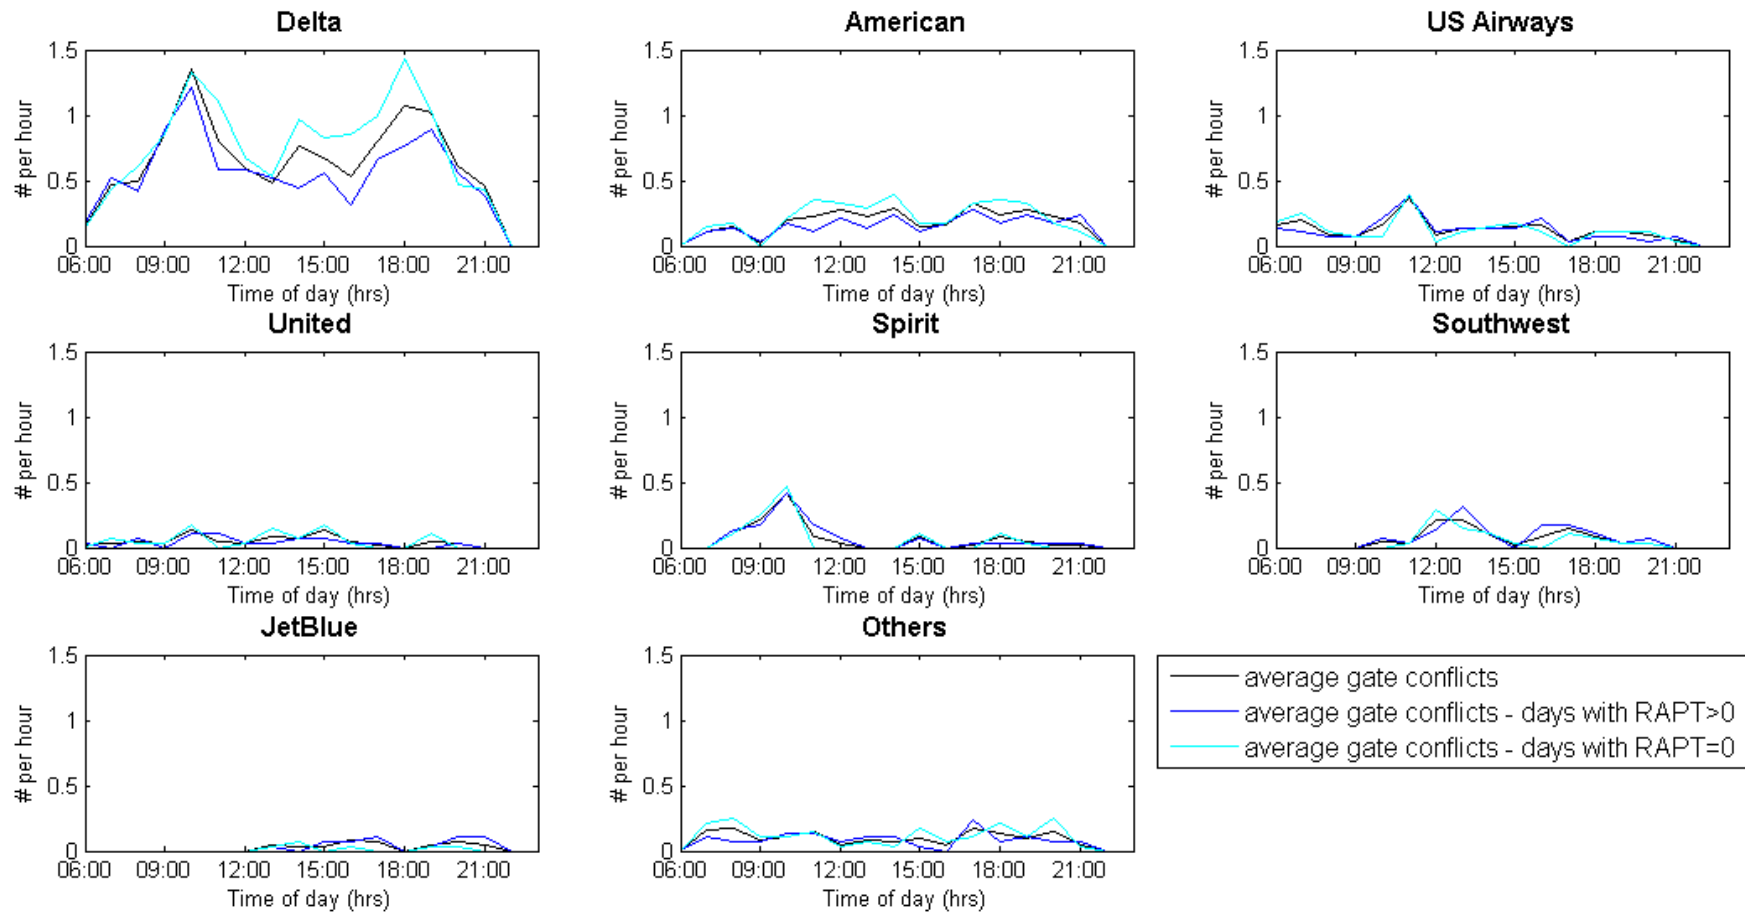 Delta
1.5
1
0.5
0
# per hour
06:00 09:00 12:00 15:00 18:00 21:00
Time of day (hrs)
American
1.5
1
0.5
0
# per hour
06:00 09:00 12:00 15:00 18:00 21:00
Time of day (hrs)
US Airways
1.5
1
0.5
0
# per hour
06:00 09:00 12:00 15:00 18:00 21:00
Time of day (hrs)
United
1.5
1
0.5
0
# per hour
06:00 09:00 12:00 15:00 18:00 21:00
Time of day (hrs)
Spirit
1.5
1
0.5
0
# per hour
06:00 09:00 12:00 15:00 18:00 21:00
Time of day (hrs)
Southwest
1.5
1
0.5
0
# per hour
06:00 09:00 12:00 15:00 18:00 21:00
Time of day (hrs)
JetBlue
1.5
1
0.5
0
# per hour
06:00 09:00 12:00 15:00 18:00 21:00
Time of day (hrs)
Others
1.5
1
0.5
0
# per hour
06:00 09:00 12:00 15:00 18:00 21:00
Time of day (hrs)
average gate conflicts
average gate conflicts - days with RAPT>0
average gate conflicts - days with RAPT=0